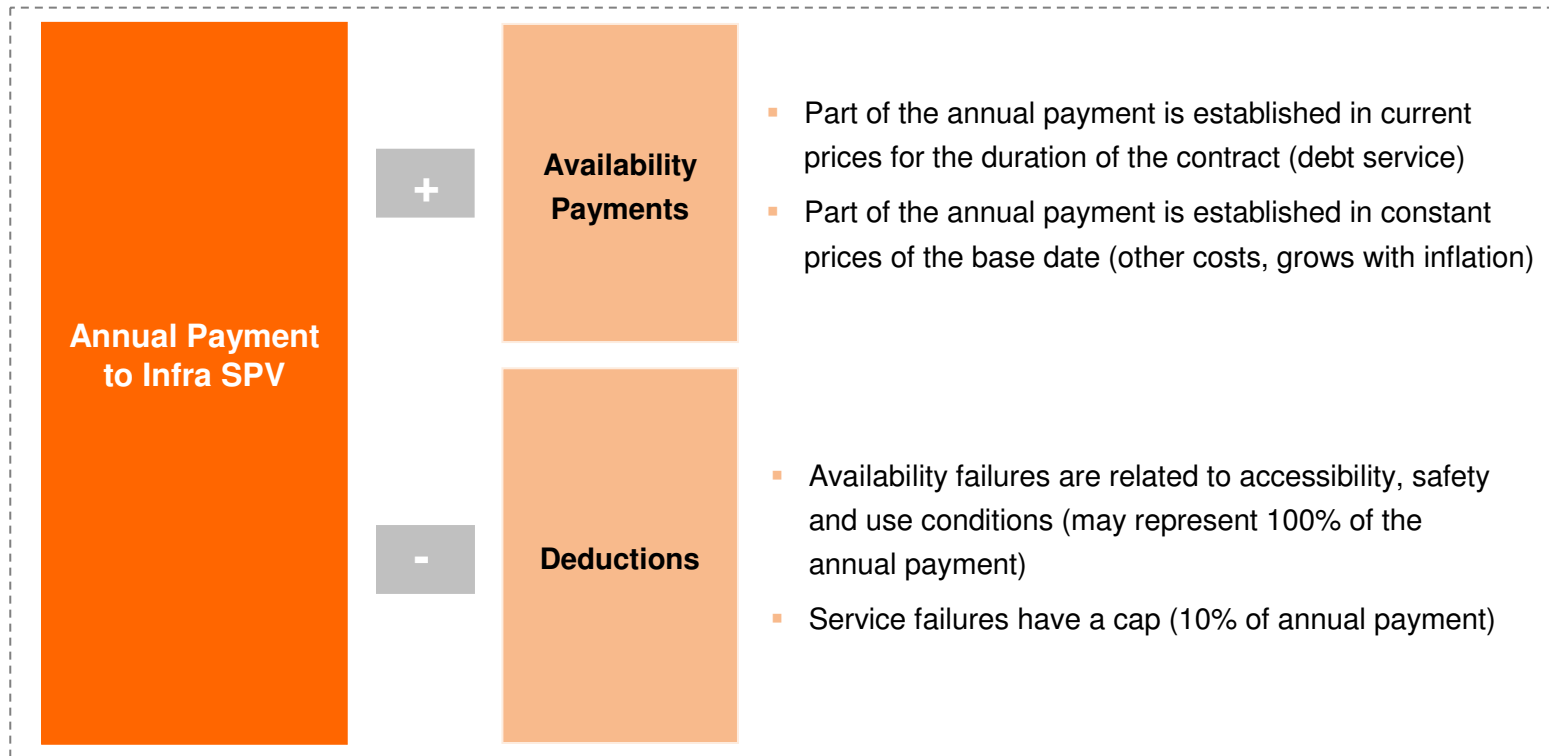 Annual Payment
to Infra SPV
+
Availability
Payments
▪ Part of the annual payment is established in current
prices for the duration of the contract (debt service)
▪ Part of the annual payment is established in constant
prices of the base date (other costs, grows with inflation)
-
Deductions
▪ Availability failures are related to accessibility, safety
and use conditions (may represent 100% of the
annual payment)
▪ Service failures have a cap (10% of annual payment)